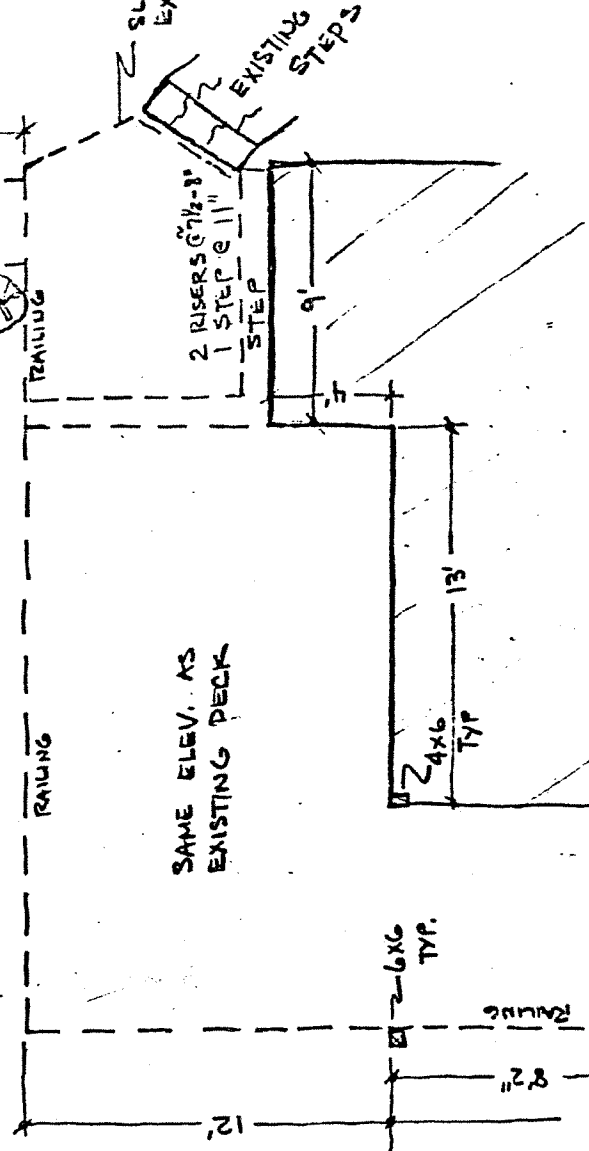 EXISTING
STEPS
RAILING
2 RISERS @ 7½-8"
1 STEP @ 11"
STEP
9'
4'
RAILING
SAME ELEV. AS
EXISTING DECK
13'
4X6
TYP
6X6
TYP.
RAILING
8'2"
12'